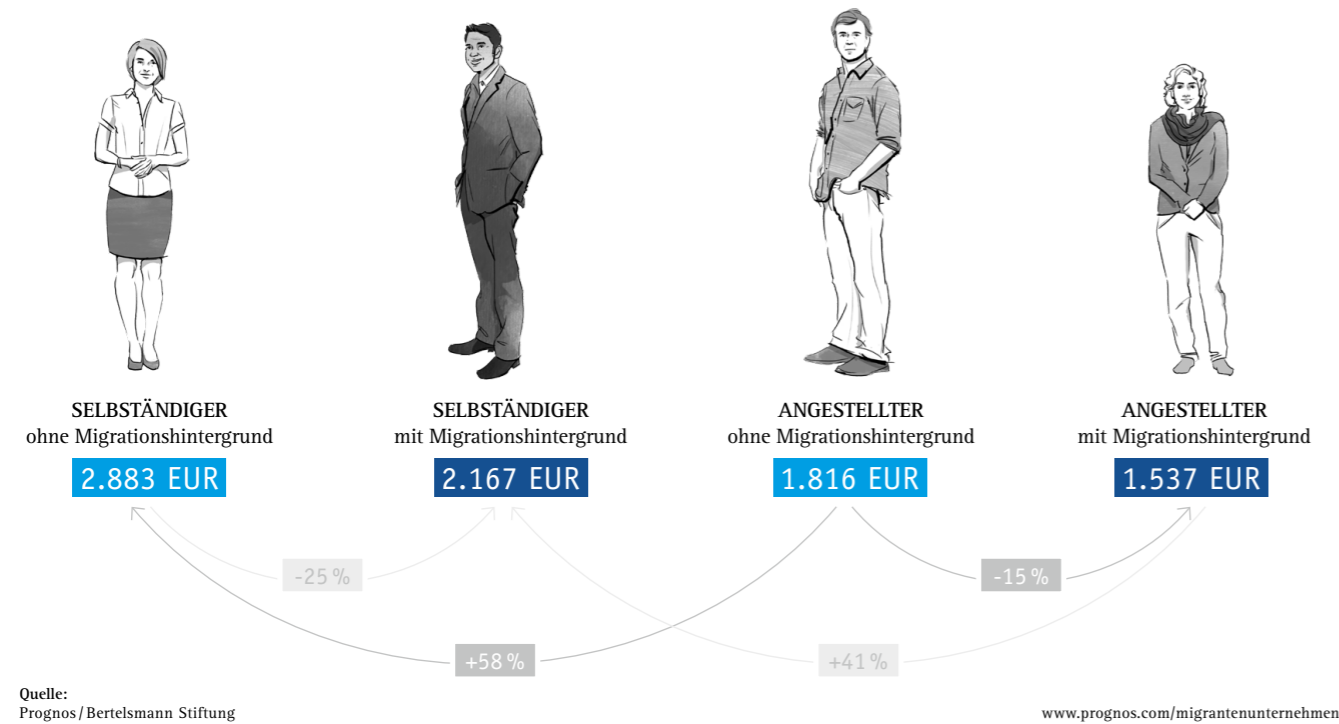 SELBSTÄNDIGER
ohne Migrationshintergrund
2.883 EUR
SELBSTÄNDIGER
mit Migrationshintergrund
2.167 EUR
ANGESTELLTER
ohne Migrationshintergrund
1.816 EUR
ANGESTELLTER
mit Migrationshintergrund
1.537 EUR
-25 %
-15 %
+58 %
+41 %
Quelle:
Prognos / Bertelsmann Stiftung
www.prognos.com/migrantenunternehmen